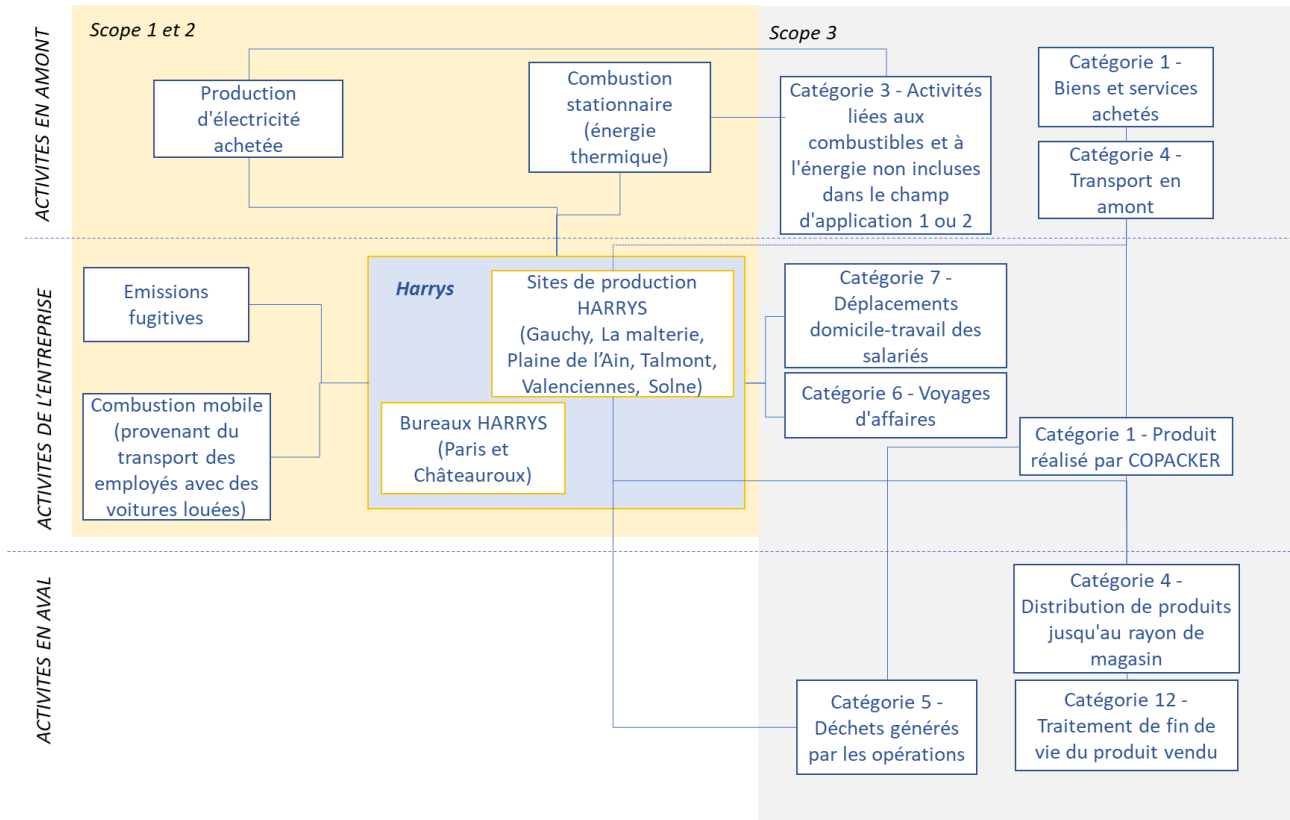 Scope 1 et 2
Scope 3
ACTIVITES EN AMONT
Production
d'électricité
achetée
Combustion
stationnaire
(énergie
thermique)
Catégorie 3 - Activités
liées aux
combustibles et à
l'énergie non incluses
dans le champ
d'application 1 ou 2
Catégorie 1 -
Biens et services
achetés
Catégorie 4 -
Transport en
amont
ACTIVITES DE L'ENTREPRISE
Emissions
fugitives
Combustion mobile
(provenant du
transport des
employés avec des
voitures louées)
Harrys
Sites de production
HARRYS
(Gauchy, La malterie,
Plaine de l'Ain, Talmont,
Valenciennes, Solne)
Bureaux HARRYS
(Paris et
Châteauroux)
Catégorie 7 -
Déplacements
domicile-travail des
salariés
Catégorie 6 - Voyages
d'affaires
Catégorie 1 - Produit
réalisé par COPACKER
ACTIVITES EN AVAL
Catégorie 4 -
Distribution de produits
jusqu'au rayon de
magasin
Catégorie 5 -
Déchets générés
par les opérations
Catégorie 12 -
Traitement de fin de
vie du produit vendu